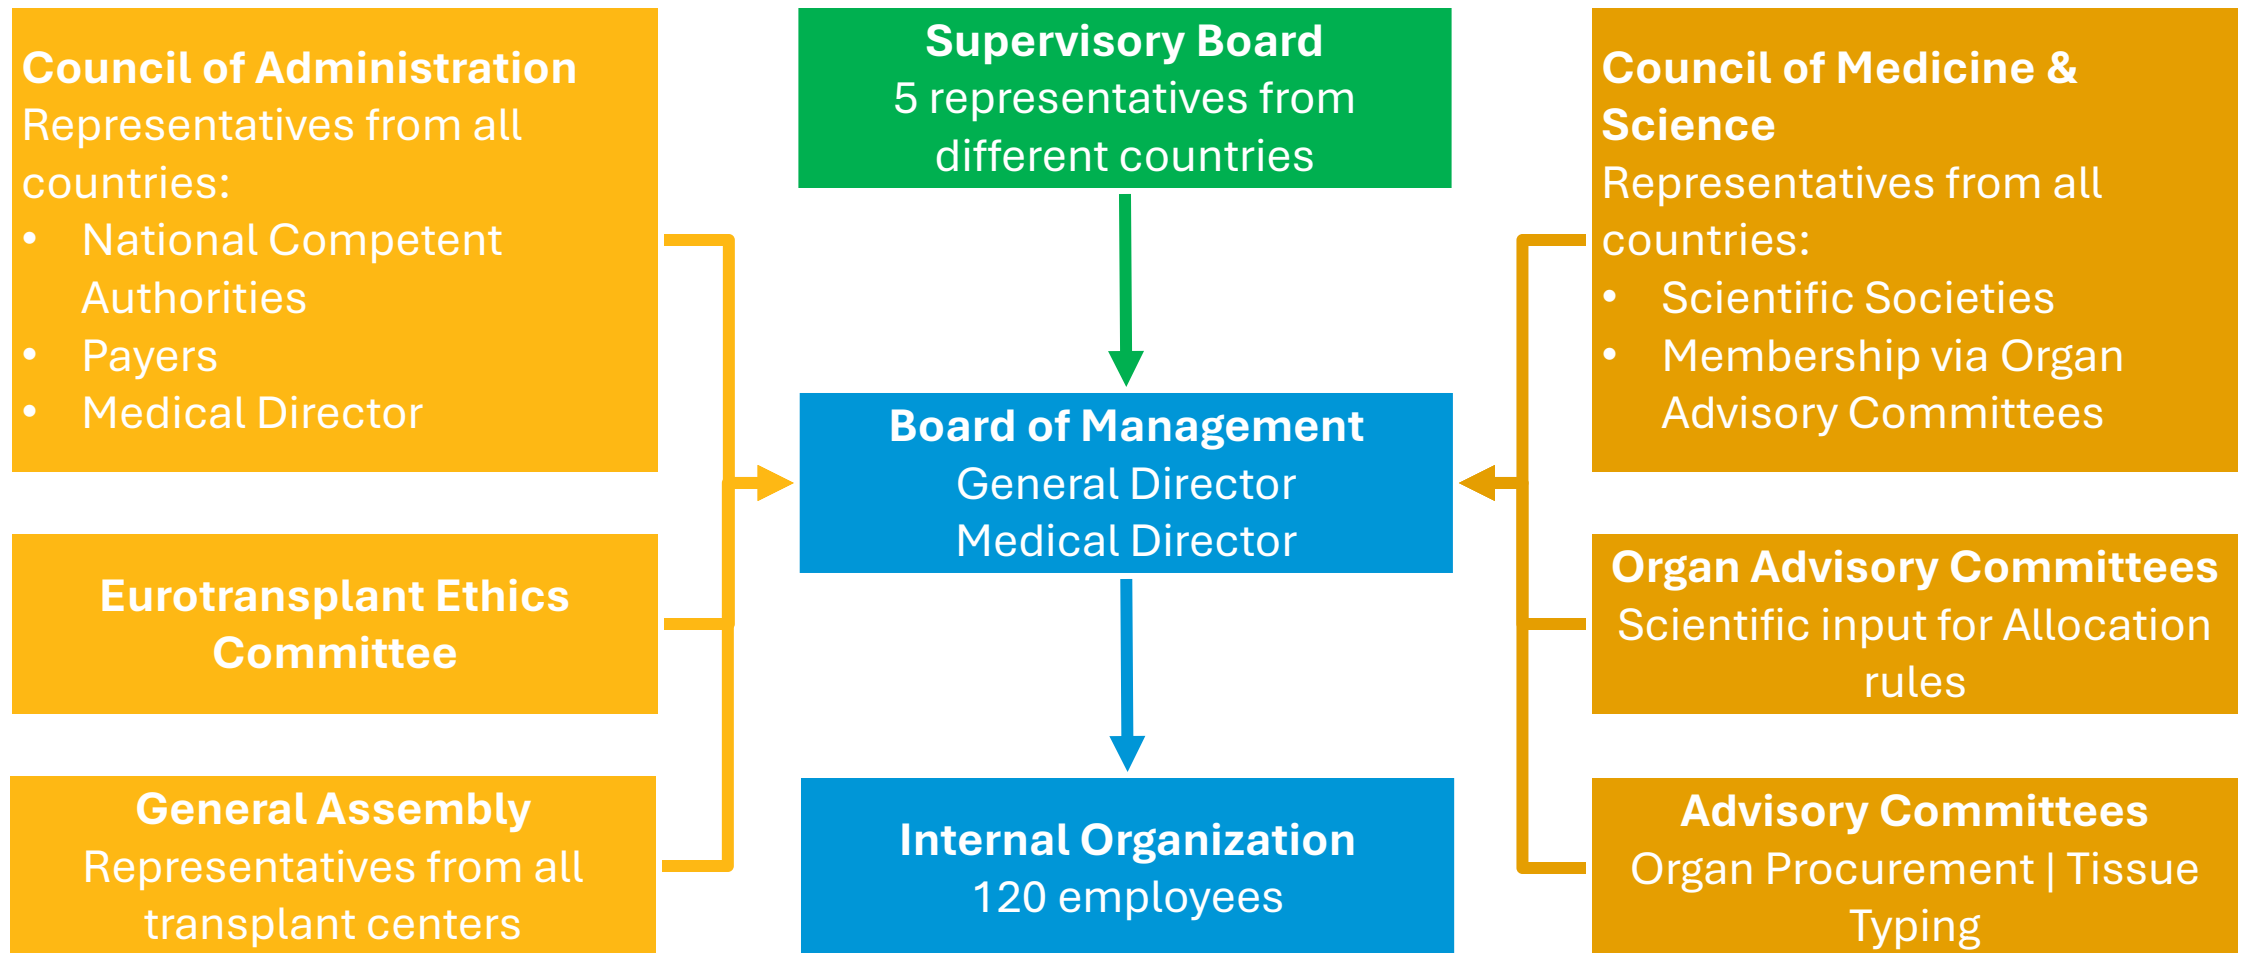 Council of Administration
Representatives from all
countries:
• National Competent
Authorities
• Payers
• Medical Director
Eurotransplant Ethics
Committee
General Assembly
Representatives from all
transplant centers
Supervisory Board
5 representatives from
different countries
Board of Management
General Director
Medical Director
Internal Organization
120 employees
Council of Medicine &
Science
Representatives from all
countries:
• Scientific Societies
• Membership via Organ
Advisory Committees
Organ Advisory Committees
Scientific input for Allocation
rules
Advisory Committees
Organ Procurement | Tissue
Typing